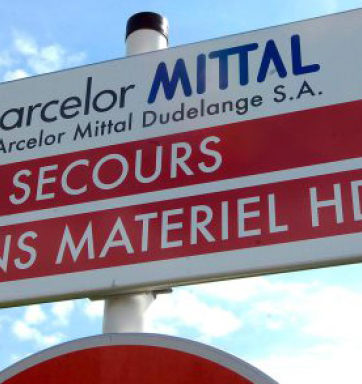 arcelor MITTAL
Arcelor Mittal Dudelange S.A.
SECOURS
NS MATERIEL HD